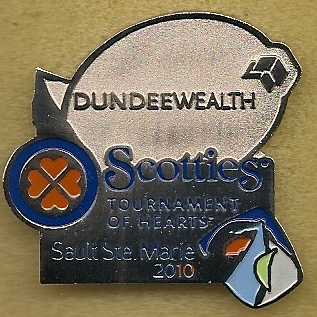 DUNDEEWEALTH
Scotties
TOURNAMENT
OF HEARTS
Sault Ste. Marie
2010